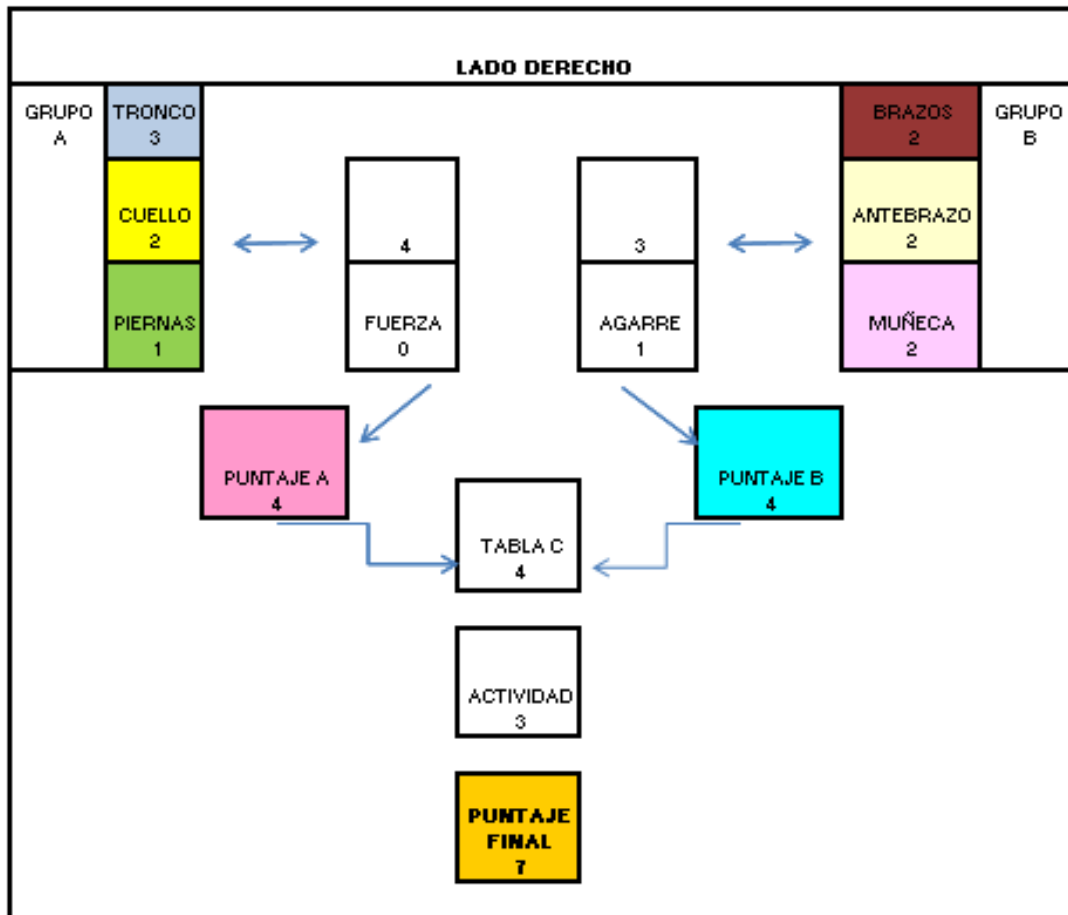 LADO DERECHO
GRUPO
A
TRONCO
3
BRAZOS
2
GRUPO
B
CUELLO
2
4
3
ANTEBRAZO
2
PIERNAS
1
FUERZA
0
AGARRE
1
MUÑECA
2
PUNTAJE A
4
PUNTAJE B
4
TABLA C
4
ACTIVIDAD
3
PUNTAJE
FINAL
7